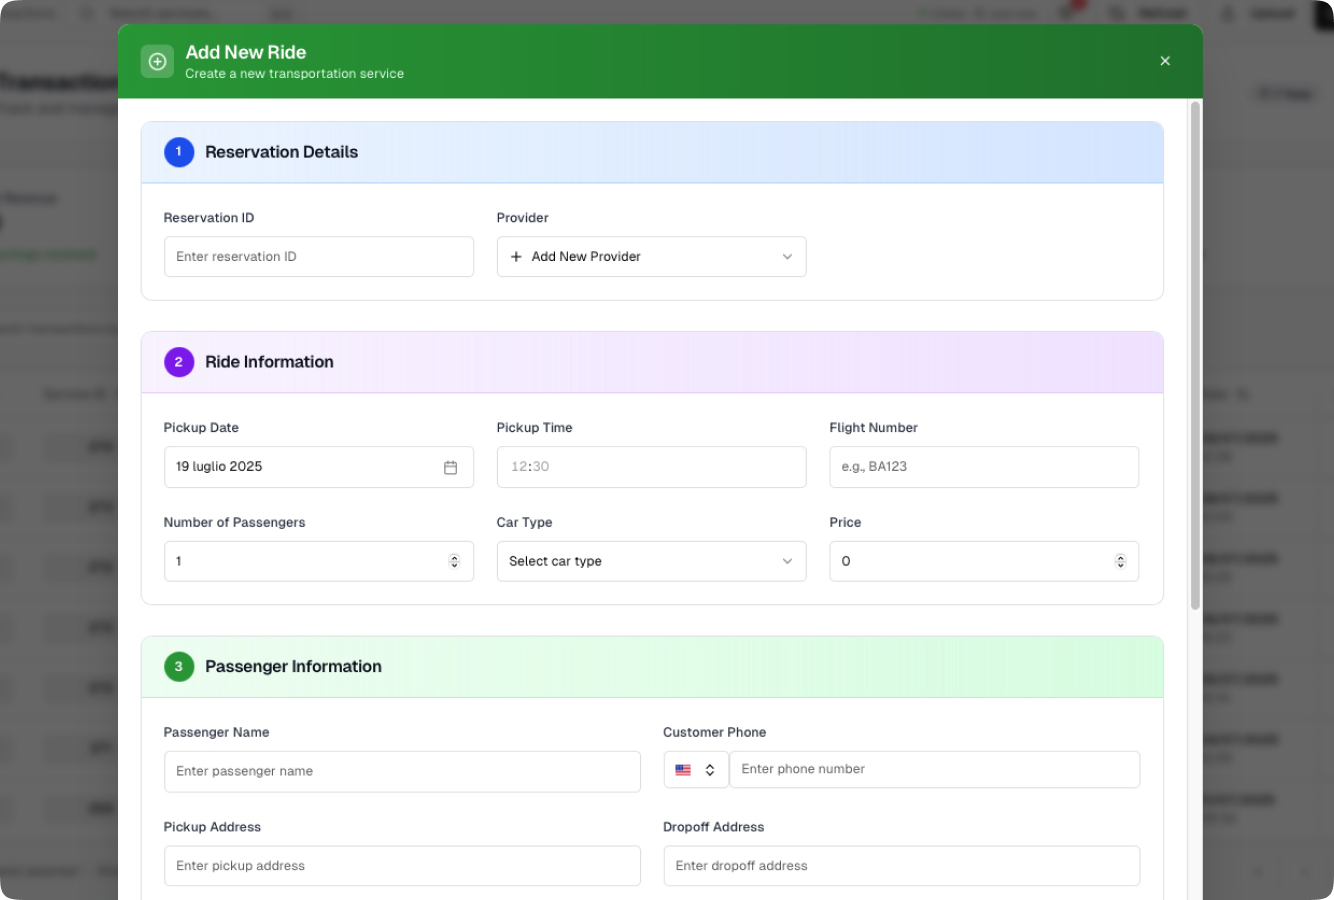 Add New Ride
Create a new transportation service
1
Reservation Details
Reservation ID
Provider
Enter reservation ID
Add New Provider
2
Ride Information
Pickup Date
Pickup Time
Flight Number
19 luglio 2025
12:30
e.g., BA123
Number of Passengers
Car Type
Price
1
Select car type
0
3
Passenger Information
Passenger Name
Customer Phone
Enter passenger name
Enter phone number
Pickup Address
Dropoff Address
Enter pickup address
Enter dropoff address